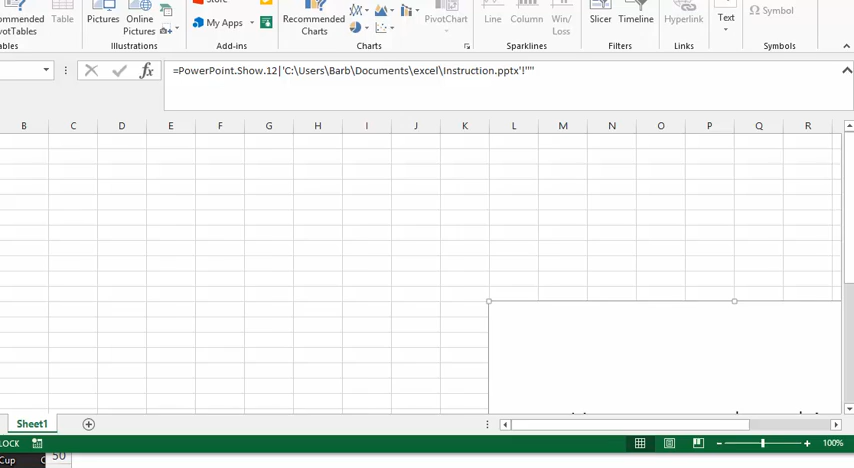 ommended
Table
Pictures
Online
Store
Recommended
Line
Column
Win/
Slicer
Timeline
Hyperlink
Text
Symbol
ivotTables
Pictures
My Apps
Charts
PivotChart
Loss
ables
Illustrations
Add-ins
Charts
Sparklines
Filters
Links
Symbols
fx
=PowerPoint.Show.12|'C:\Users\Barb\Documents\excel\Instruction.pptx'!''''
B C D E F G H I J K L M N O P Q R
Sheet1
LOCK
100%
Cup
50